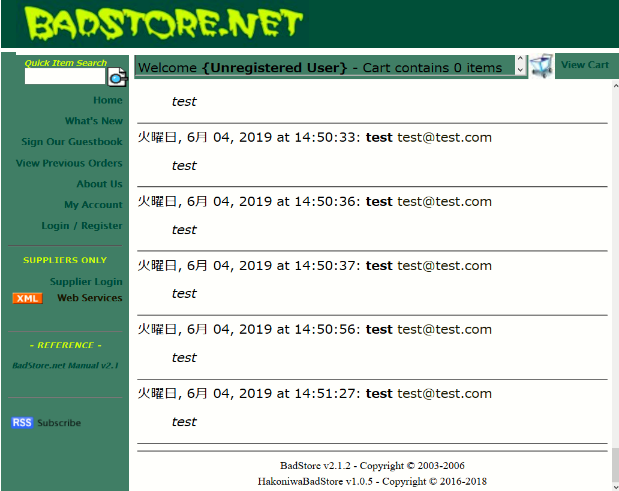 BADSTORE.NET
Quick Item Search
Welcome {Unregistered User} - Cart contains 0 items
View Cart
Home
What's New
Sign Our Guestbook
View Previous Orders
About Us
My Account
Login / Register
SUPPLIERS ONLY
Supplier Login
XML Web Services
- REFERENCE -
BadStore.net Manual v2.1
RSS Subscribe
test
火曜日, 6月 04, 2019 at 14:50:33: test test@test.com
test
火曜日, 6月 04, 2019 at 14:50:36: test test@test.com
test
火曜日, 6月 04, 2019 at 14:50:37: test test@test.com
test
火曜日, 6月 04, 2019 at 14:50:56: test test@test.com
test
火曜日, 6月 04, 2019 at 14:51:27: test test@test.com
test
BadStore v2.1.2 - Copyright © 2003-2006
HakoniwaBadStore v1.0.5 - Copyright © 2016-2018